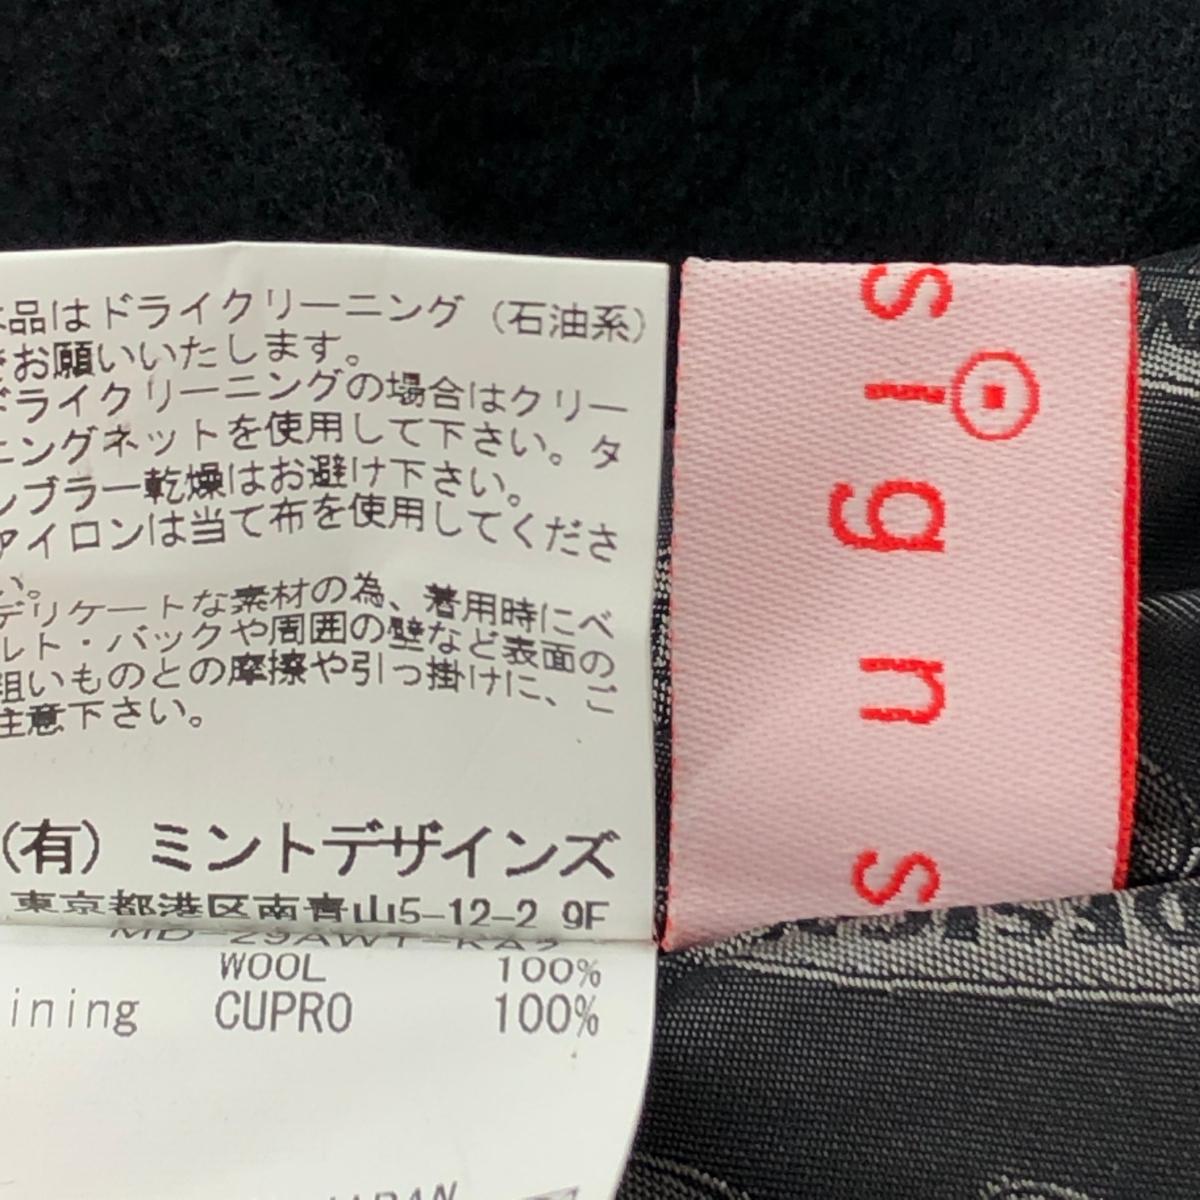 品はドライクリーニング（石油系）
お願いいたします。
ドライクリーニングの場合はクリー
ニングネットを使用して下さい。タ
ンブラー乾燥はお避け下さい。
アイロンは当て布を使用してくださ
い。
デリケートな素材の為、着用時にベ
ルト・バックや周囲の壁など表面の
粗いものとの摩擦や引っ掛けに、ご
注意下さい。
(有) ミントデザインズ
東京都港区南青山5-12-2 9F
WOOL 100%
ining CUPRO 100%
JAPAN
signs